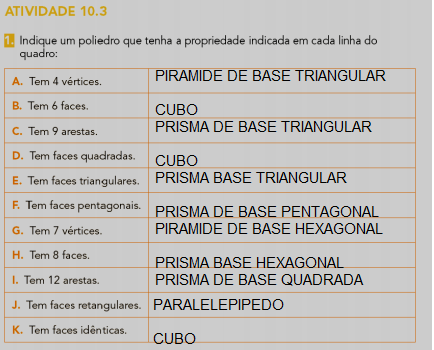 ATIVIDADE 10.3
1. Indique um poliedro que tenha a propriedade indicada em cada linha do
quadro:
A. Tem 4 vértices. PIRAMIDE DE BASE TRIANGULAR
B. Tem 6 faces. CUBO
C. Tem 9 arestas. PRISMA DE BASE TRIANGULAR
D. Tem faces quadradas. CUBO
E. Tem faces triangulares. PRISMA BASE TRIANGULAR
F. Tem faces pentagonais. PRISMA DE BASE PENTAGONAL
G. Tem 7 vértices. PIRAMIDE DE BASE HEXAGONAL
H. Tem 8 faces. PRISMA BASE HEXAGONAL
I. Tem 12 arestas. PRISMA DE BASE QUADRADA
J. Tem faces retangulares. PARALELEPIPEDO
K. Tem faces idênticas. CUBO